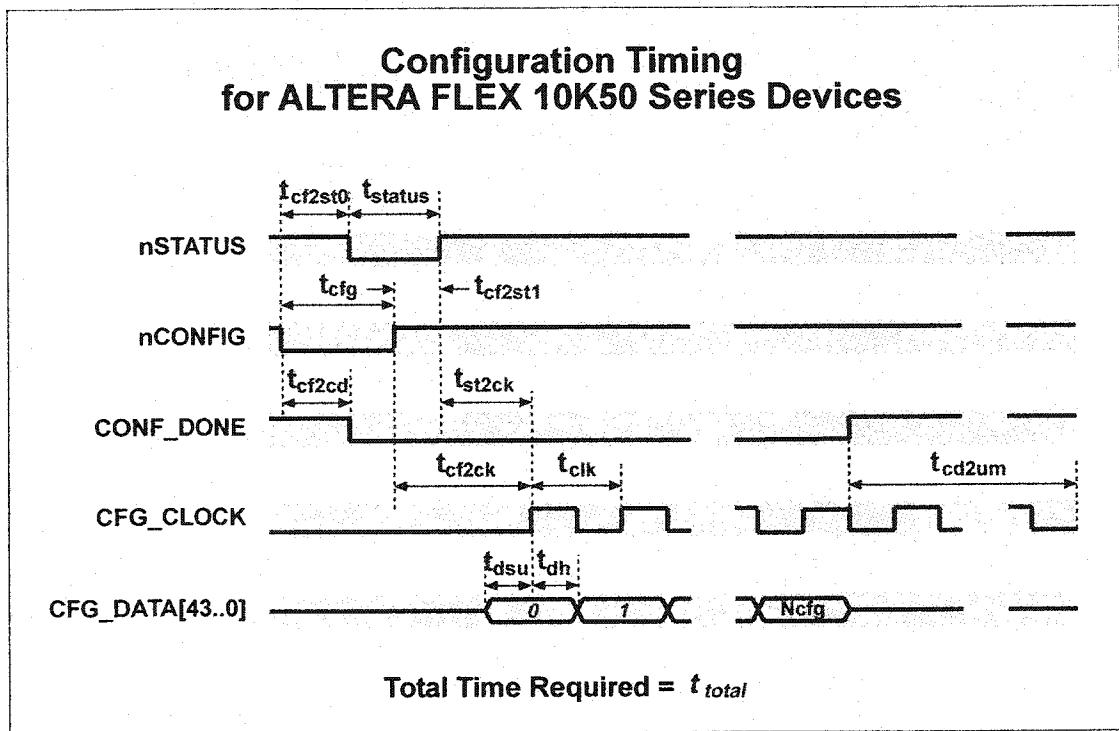 Configuration Timing
for ALTERA FLEX 10K50 Series Devices
tcf2st0 tstatus
nSTATUS
tcfg tcf2st1
nCONFIG
tcf2cd tst2ck
CONF_DONE
tcf2ck tclk tcd2um
CFG_CLOCK
tdsu tdh
CFG_DATA[43..0] 0 1 Ncfg
Total Time Required = t total